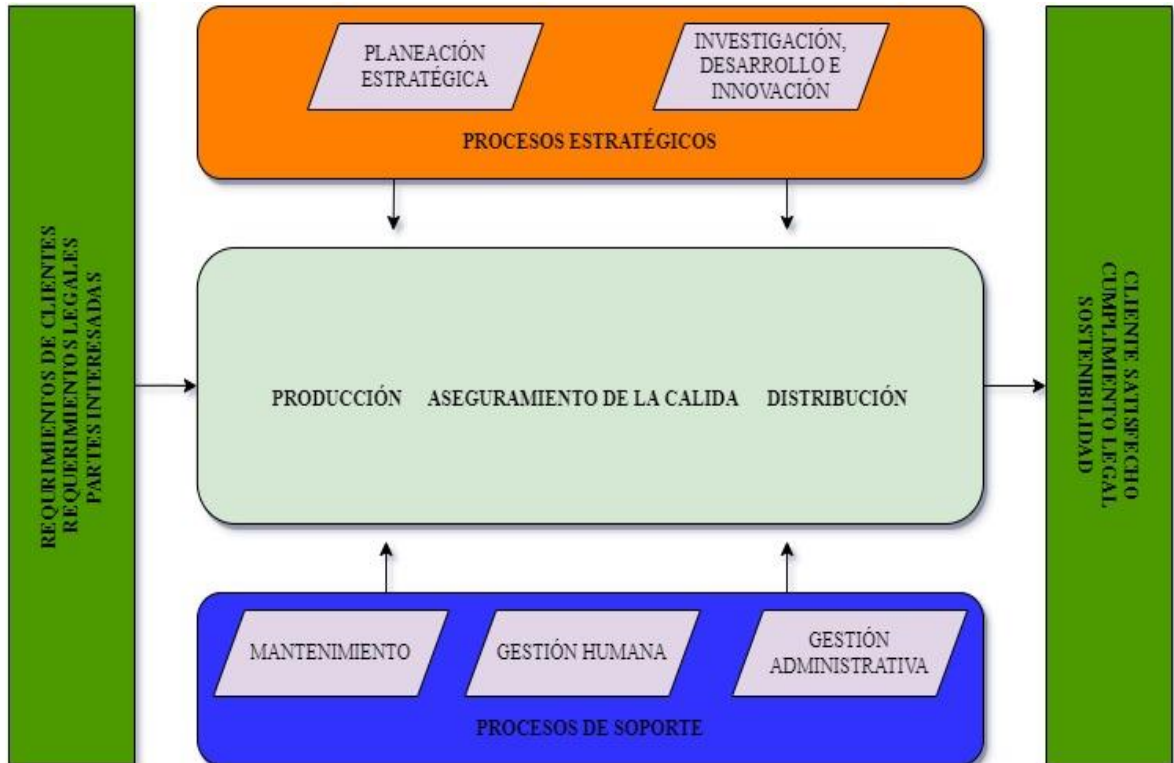 PLANEACIÓN
ESTRATÉGICA
INVESTIGACIÓN,
DESARROLLO E
INNOVACIÓN
PROCESOS ESTRATÉGICOS
REQURIMIENTOS DE CLIENTES
REQUERIMIENTOS LEGALES
PARTES INTERESADAS
PRODUCCIÓN ASEGURAMIENTO DE LA CALIDA DISTRIBUCIÓN
CLIENTE SATISFECHO
CUMPLIMIENTO LEGAL
SOSTENIBILIDAD
MANTENIMIENTO
GESTIÓN HUMANA
GESTIÓN
ADMINISTRATIVA
PROCESOS DE SOPORTE